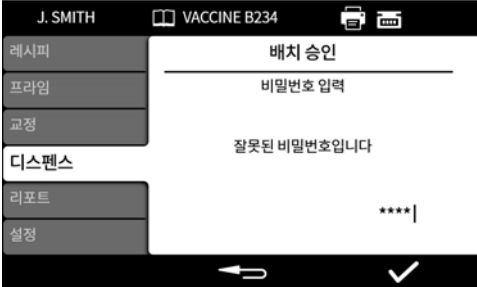 J. SMITH VACCINE B234
레시피
프라임
교정
디스펜스
리포트
설정
배치 승인
비밀번호 입력
잘못된 비밀번호입니다
****|